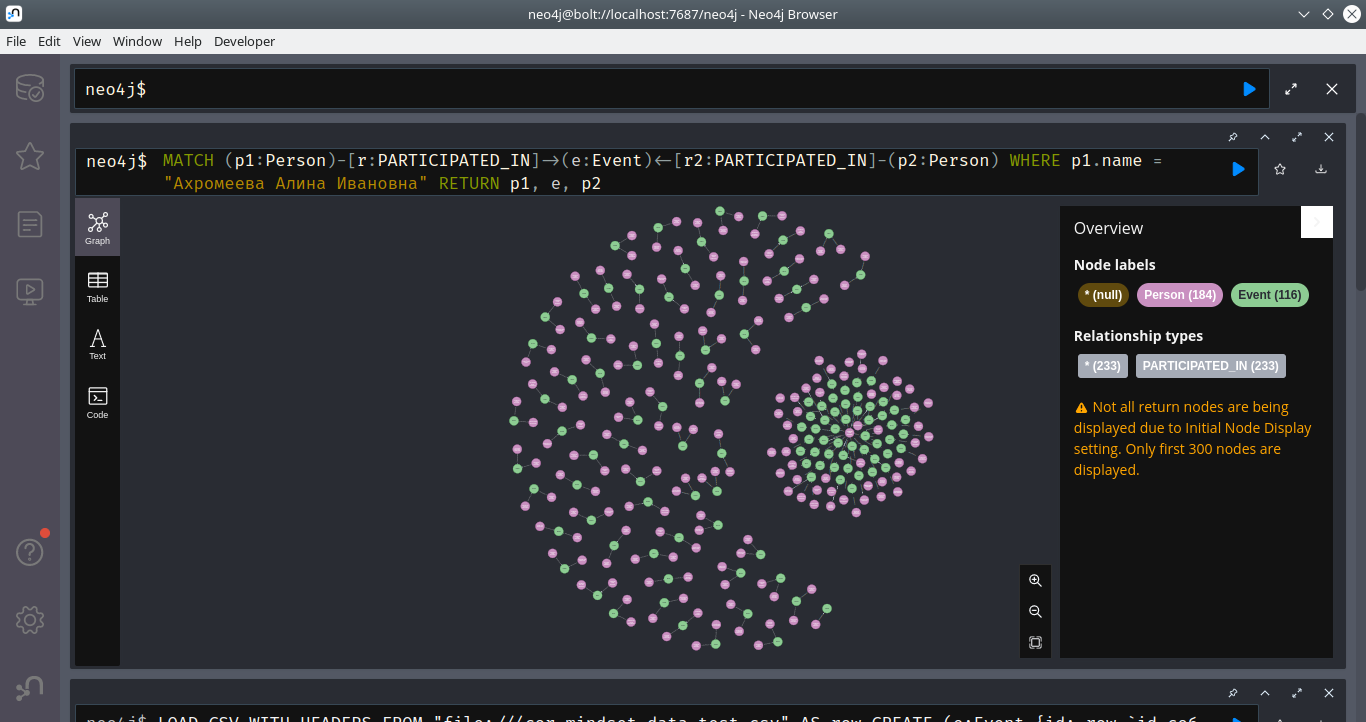 neo4j@bolt://localhost:7687/neo4j - Neo4j Browser
File Edit View Window Help Developer
neo4j$
neo4j$ MATCH (p1:Person)-[r:PARTICIPATED_IN]->(e:Event)<-[r2:PARTICIPATED_IN]-(p2:Person) WHERE p1.name =
"Ахромеева Алина Ивановна" RETURN p1, e, p2
Graph
Table
Text
Code
Overview
Node labels
* (null) Person (184) Event (116)
Relationship types
* (233) PARTICIPATED_IN (233)
Not all return nodes are being
displayed due to Initial Node Display
setting. Only first 300 nodes are
displayed.
neo4j$ LOAD CSV WITH HEADERS FROM "file:///cor_mindset_data_test.csv" AS row CREATE (e:Event {id: row.`id_